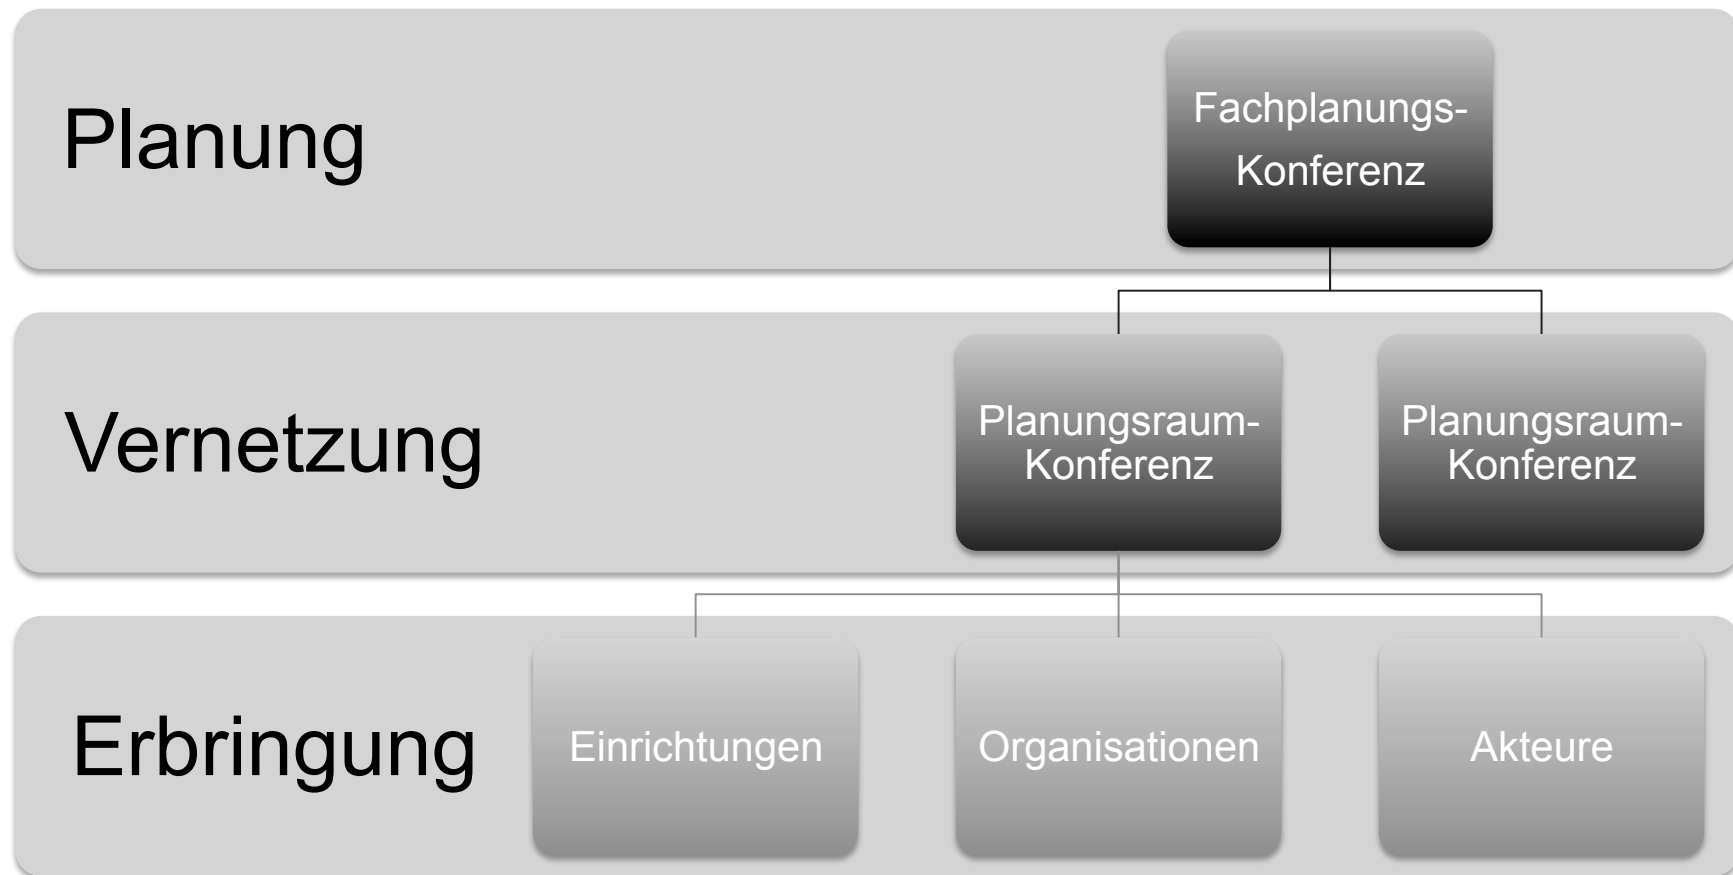 Planung
Fachplanungs-
Konferenz
Vernetzung
Planungsraum-
Konferenz
Planungsraum-
Konferenz
Erbringung
Einrichtungen
Organisationen
Akteure